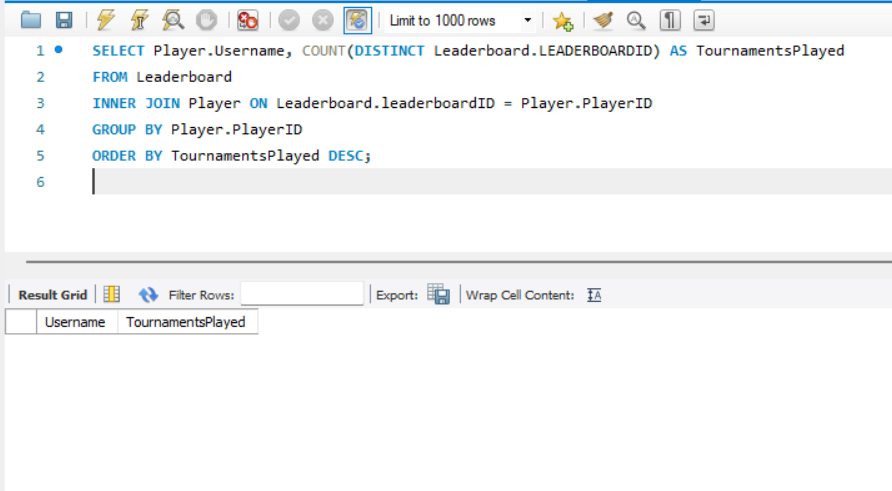 Limit to 1000 rows
1 SELECT Player.Username, COUNT(DISTINCT Leaderboard.LEADERBOARDID) AS TournamentsPlayed
2 FROM Leaderboard
3 INNER JOIN Player ON Leaderboard.leaderboardID = Player.PlayerID
4 GROUP BY Player.PlayerID
5 ORDER BY TournamentsPlayed DESC;
6
Result Grid Filter Rows: Export: Wrap Cell Content: IA
Username TournamentsPlayed